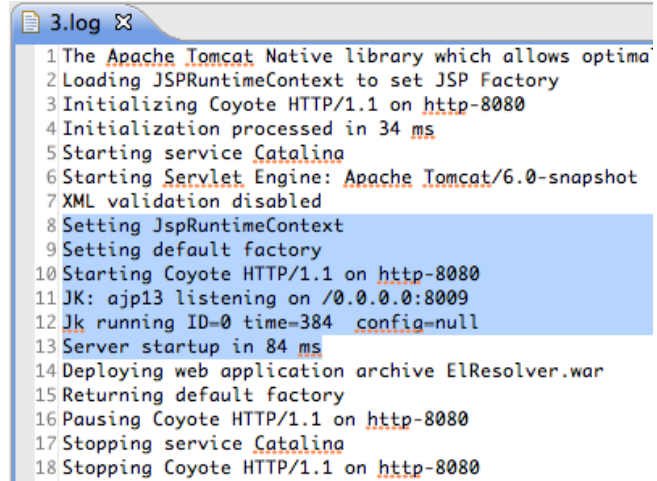 3.log
1 The Apache Tomcat Native library which allows optimal
2 Loading JSPRuntimeContext to set JSP Factory
3 Initializing Coyote HTTP/1.1 on http-8080
4 Initialization processed in 34 ms
5 Starting service Catalina
6 Starting Servlet Engine: Apache Tomcat/6.0-snapshot
7 XML validation disabled
8 Setting JspRuntimeContext
9 Setting default factory
10 Starting Coyote HTTP/1.1 on http-8080
11 JK: ajp13 listening on /0.0.0.0:8009
12 Jk running ID=0 time=384  config=null
13 Server startup in 84 ms
14 Deploying web application archive ElResolver.war
15 Returning default factory
16 Pausing Coyote HTTP/1.1 on http-8080
17 Stopping service Catalina
18 Stopping Coyote HTTP/1.1 on http-8080